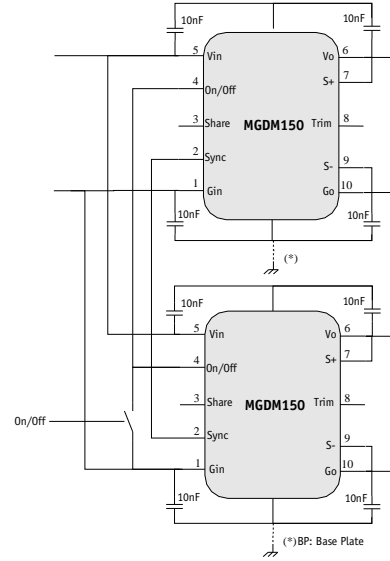 10nF 10nF
5 Vin Vo 6
4 On/Off S+ 7
3 Share MGDM150 Trim 8
2 Sync S- 9
1 Gin Go 10
10nF 10nF
(*)
10nF 10nF
5 Vin Vo 6
4 On/Off S+ 7
3 Share MGDM150 Trim 8
On/Off
2 Sync S- 9
1 Gin Go 10
10nF 10nF
(*)BP: Base Plate